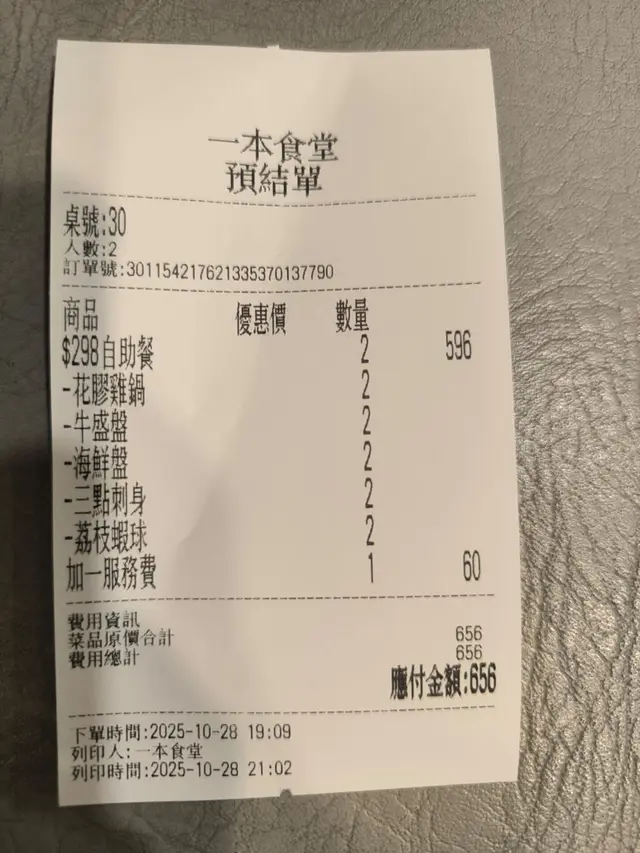 一本食堂
預結單
桌號:30
人數:2
訂單號:301154217621335370137790
商品 優惠價 數量
$298自助餐 2 596
-花膠雞鍋 2
-牛盛盤 2
-海鮮盤 2
-三點刺身 2
-荔枝蝦球 2
加一服務費 1 60
費用資訊
菜品原價合計 656
費用總計 656
應付金額:656
下單時間:2025-10-28 19:09
列印人:一本食堂
列印時間:2025-10-28 21:02